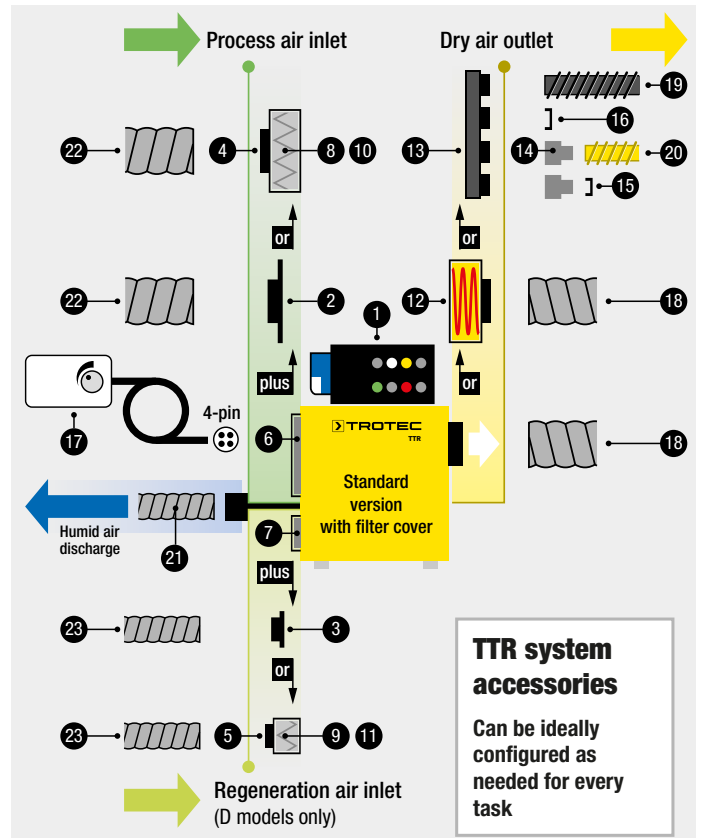 Process air inlet
Dry air outlet
19
16
22
4
8 10
13
14
20
15
or
or
22
2
12
18
1
plus
or
4-pin
17
6
TROTEC
TTR
18
Standard
version
with filter cover
Humid air
discharge
21
7
plus
23
3
or
TTR system
accessories
23
5
9 11
Can be ideally
configured as
needed for every
task
Regeneration air inlet
(D models only)